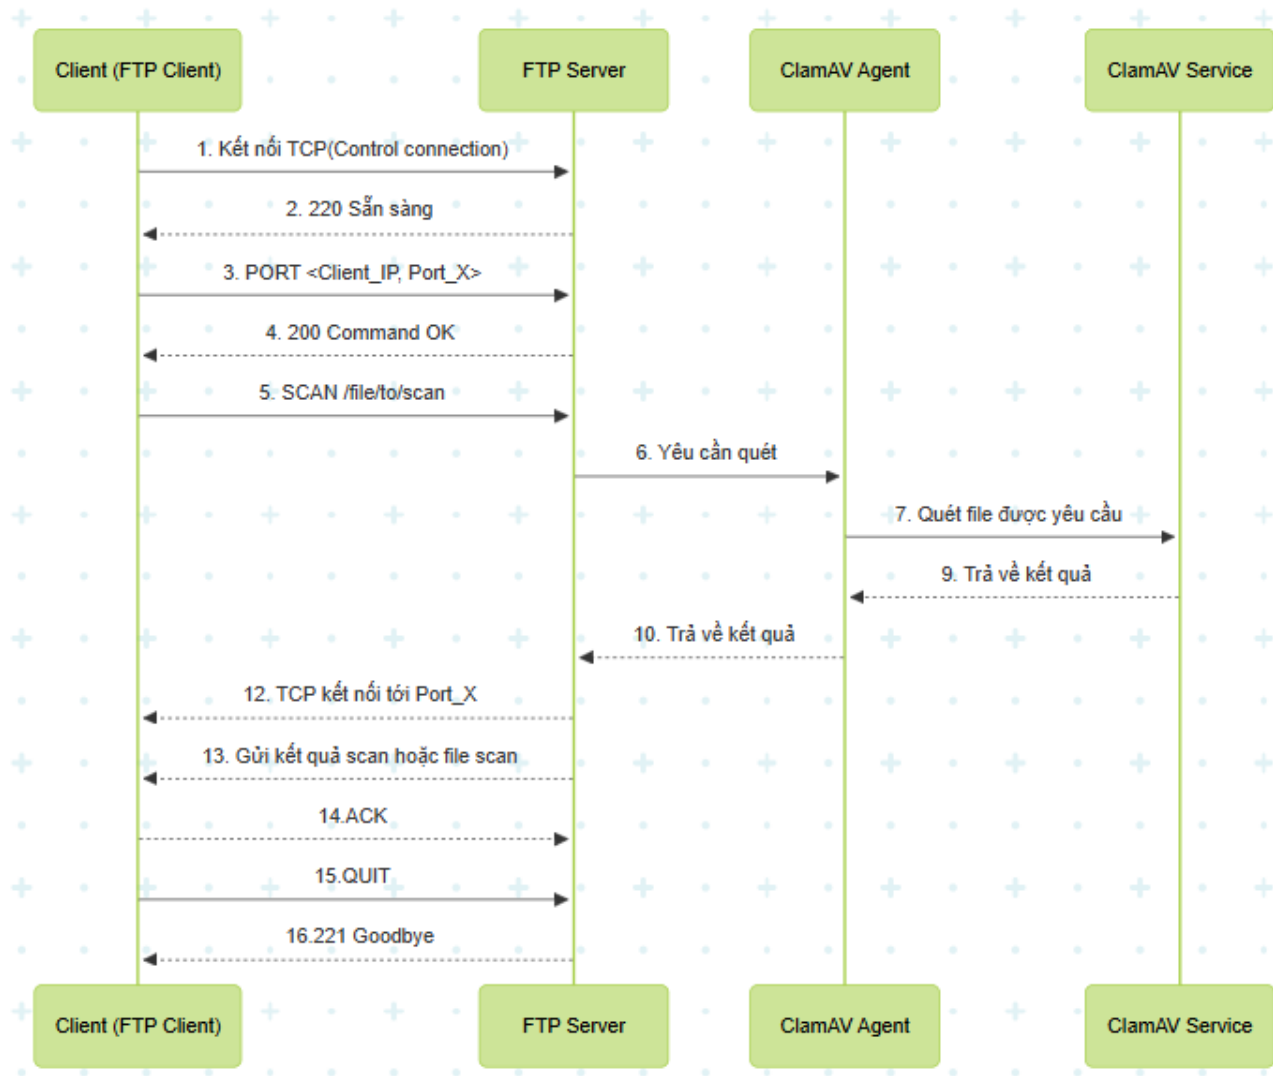 Client (FTP Client)
FTP Server
ClamAV Agent
ClamAV Service
1. Kết nối TCP(Control connection)
2. 220 Sẵn sàng
3. PORT <Client_IP, Port_X>
4. 200 Command OK
5. SCAN /file/to/scan
6. Yêu cần quét
7. Quét file được yêu cầu
9. Trả về kết quả
10. Trả về kết quả
12. TCP kết nối tới Port_X
13. Gửi kết quả scan hoặc file scan
14.ACK
15.QUIT
16.221 Goodbye
Client (FTP Client)
FTP Server
ClamAV Agent
ClamAV Service